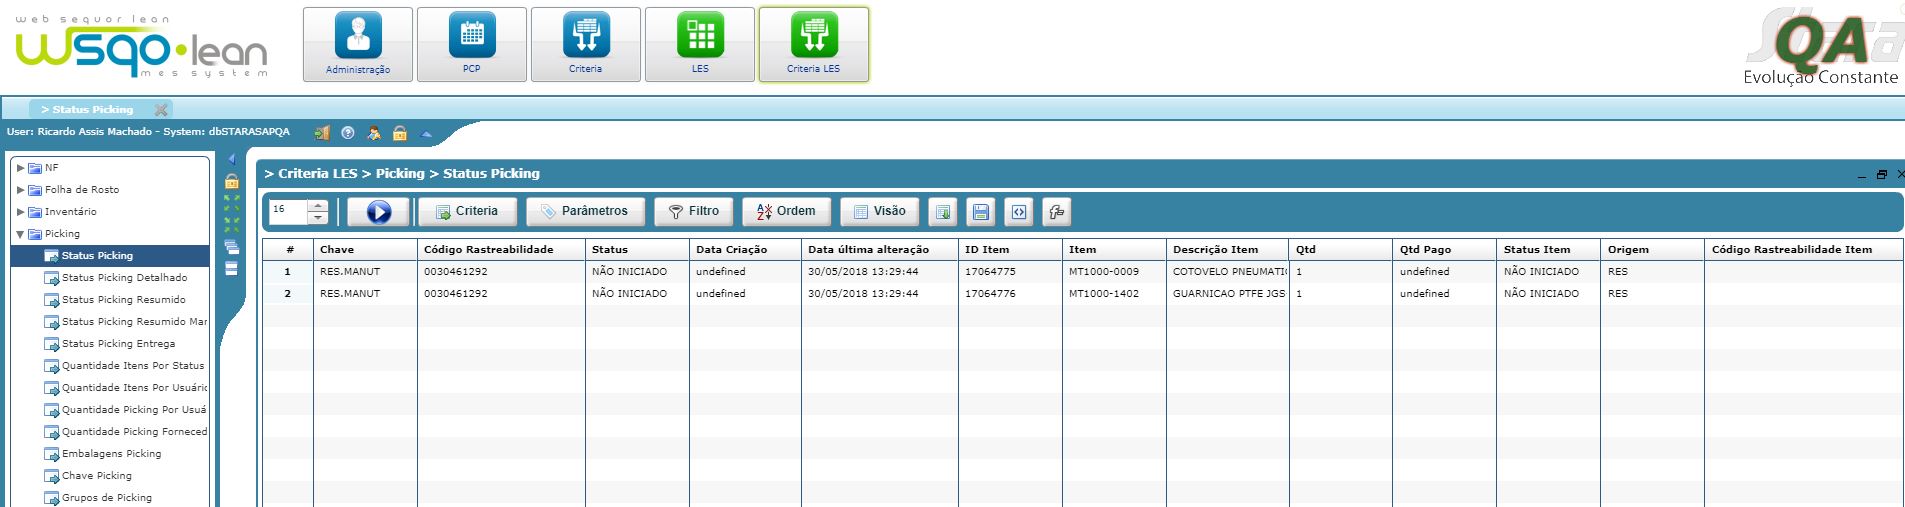 web sequor lean
wsqo lean
mes system
Administração
PCP
Criteria
LES
Criteria LES
QA
Evolução Constante
> Status Picking
User: Ricardo Assis Machado - System: dbSTARASAPQA
NF
Folha de Rosto
Inventário
Picking
Status Picking
Status Picking Detalhado
Status Picking Resumido
Status Picking Resumido Mar
Status Picking Entrega
Quantidade Itens Por Status
Quantidade Itens Por Usuário
Quantidade Picking Por Usuá
Quantidade Picking Forneced
Embalagens Picking
Chave Picking
Grupos de Picking
> Criteria LES > Picking > Status Picking
16 Criteria Parâmetros Filtro Ordem Visão
# Chave Código Rastreabilidade Status Data Criação Data última alteração ID Item Item Descrição Item Qtd Qtd Pago Status Item Origem Código Rastreabilidade Item
1 RES.MANUT 0030461292 NÃO INICIADO undefined 30/05/2018 13:29:44 17064775 MT1000-0009 COTOVELO PNEUMATIC 1 undefined NÃO INICIADO RES
2 RES.MANUT 0030461292 NÃO INICIADO undefined 30/05/2018 13:29:44 17064776 MT1000-1402 GUARNICAO PTFE JGS 1 undefined NÃO INICIADO RES